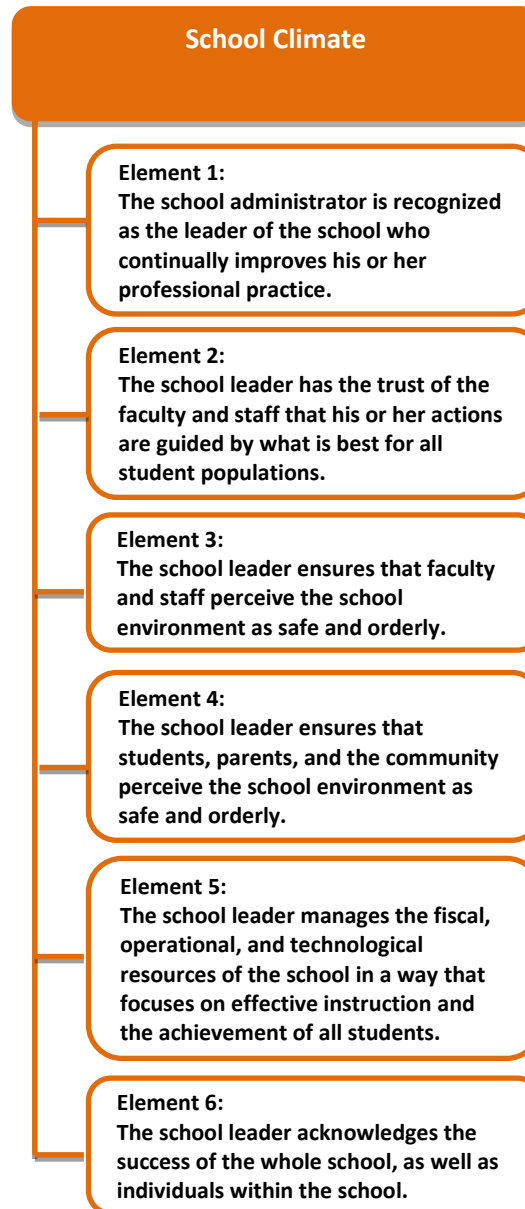 School Climate
Element 1:
The school administrator is recognized
as the leader of the school who
continually improves his or her
professional practice.
Element 2:
The school leader has the trust of the
faculty and staff that his or her actions
are guided by what is best for all
student populations.
Element 3:
The school leader ensures that faculty
and staff perceive the school
environment as safe and orderly.
Element 4:
The school leader ensures that
students, parents, and the community
perceive the school environment as
safe and orderly.
Element 5:
The school leader manages the fiscal,
operational, and technological
resources of the school in a way that
focuses on effective instruction and
the achievement of all students.
Element 6:
The school leader acknowledges the
success of the whole school, as well as
individuals within the school.